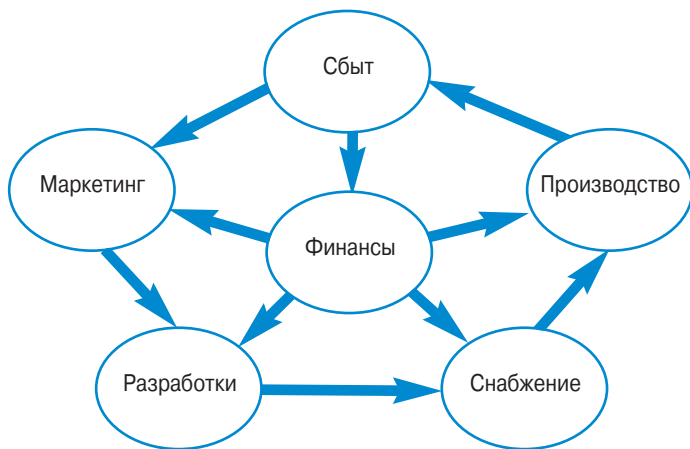 Сбыт
Маркетинг
Производство
Финансы
Разработки
Снабжение